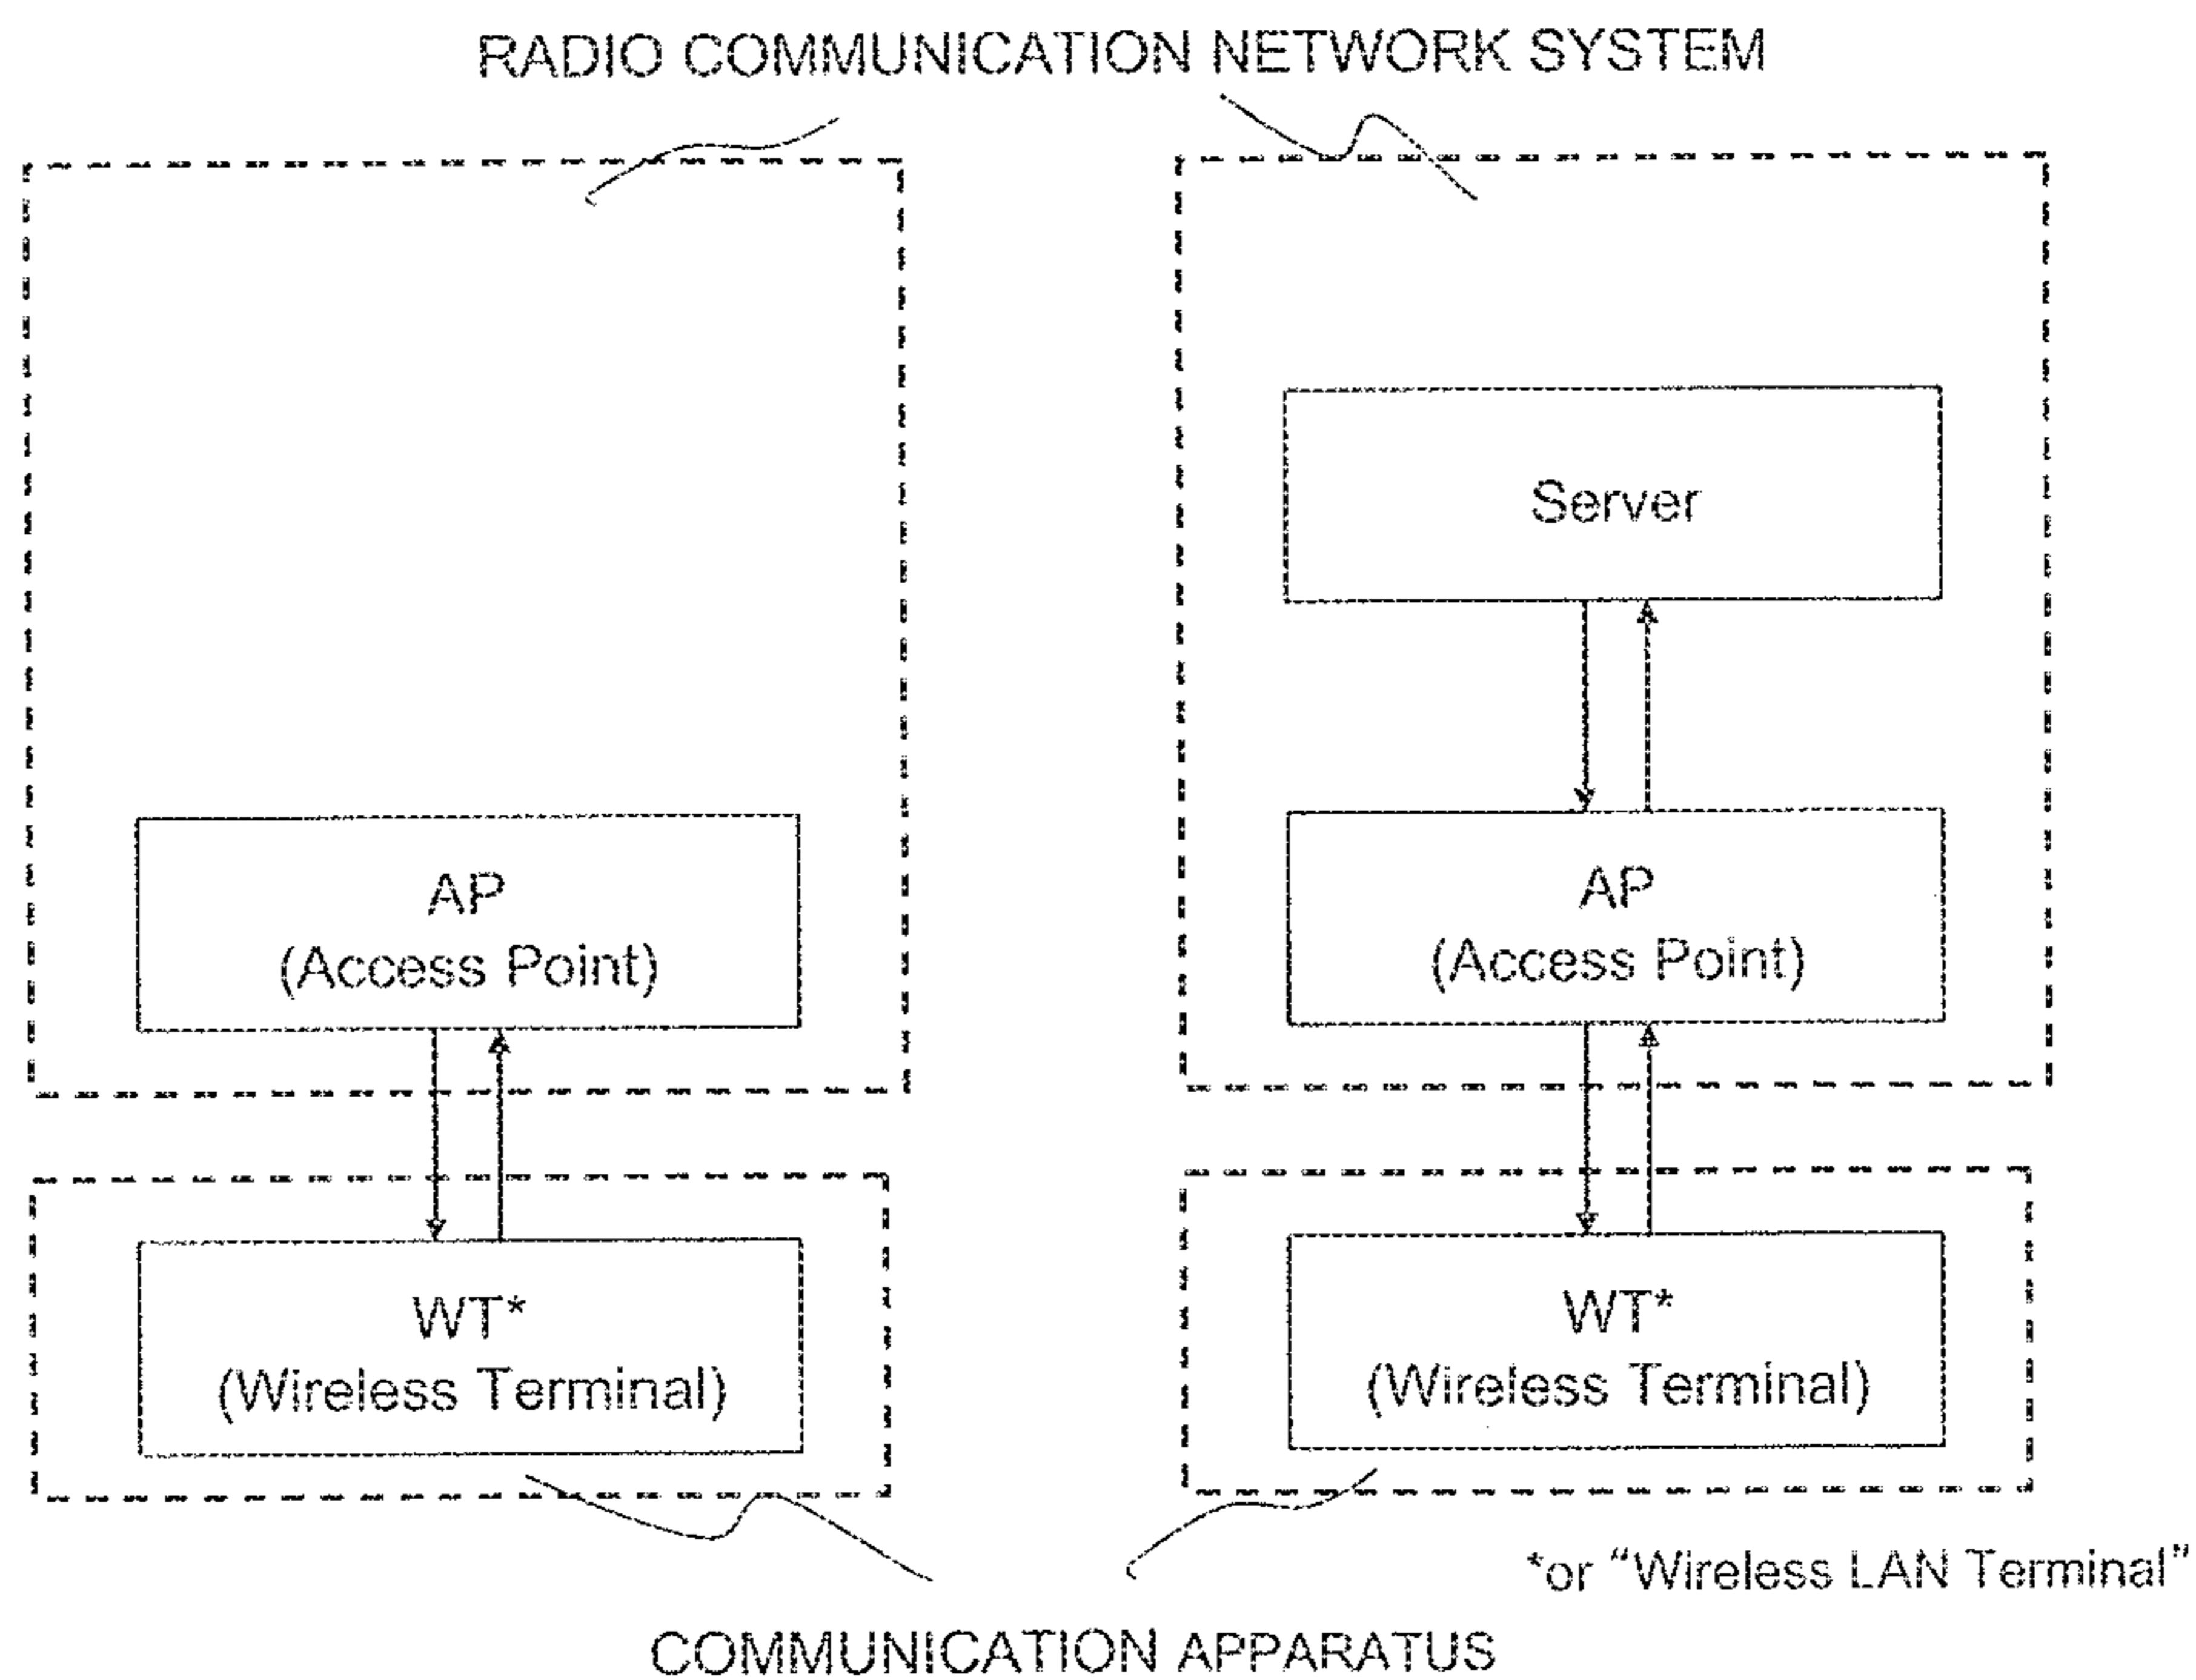 RADIO COMMUNICATION NETWORK SYSTEM
Server
AP
(Access Point)
AP
(Access Point)
WT*
(Wireless Terminal)
WT*
(Wireless Terminal)
*or “Wireless LAN Terminal”
COMMUNICATION APPARATUS